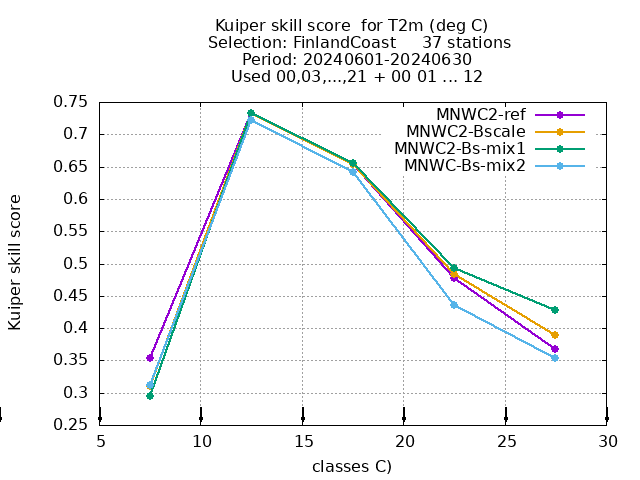 Kuiper skill score  for T2m (deg C)
Selection: FinlandCoast     37 stations
Period: 20240601-20240630
Used 00,03,...,21 + 00 01 ... 12
MNWC2-ref
MNWC2-Bscale
MNWC2-Bs-mix1
MNWC-Bs-mix2
Kuiper skill score
0.75
0.7
0.65
0.6
0.55
0.5
0.45
0.4
0.35
0.3
0.25
5
10
15
20
25
30
classes C)